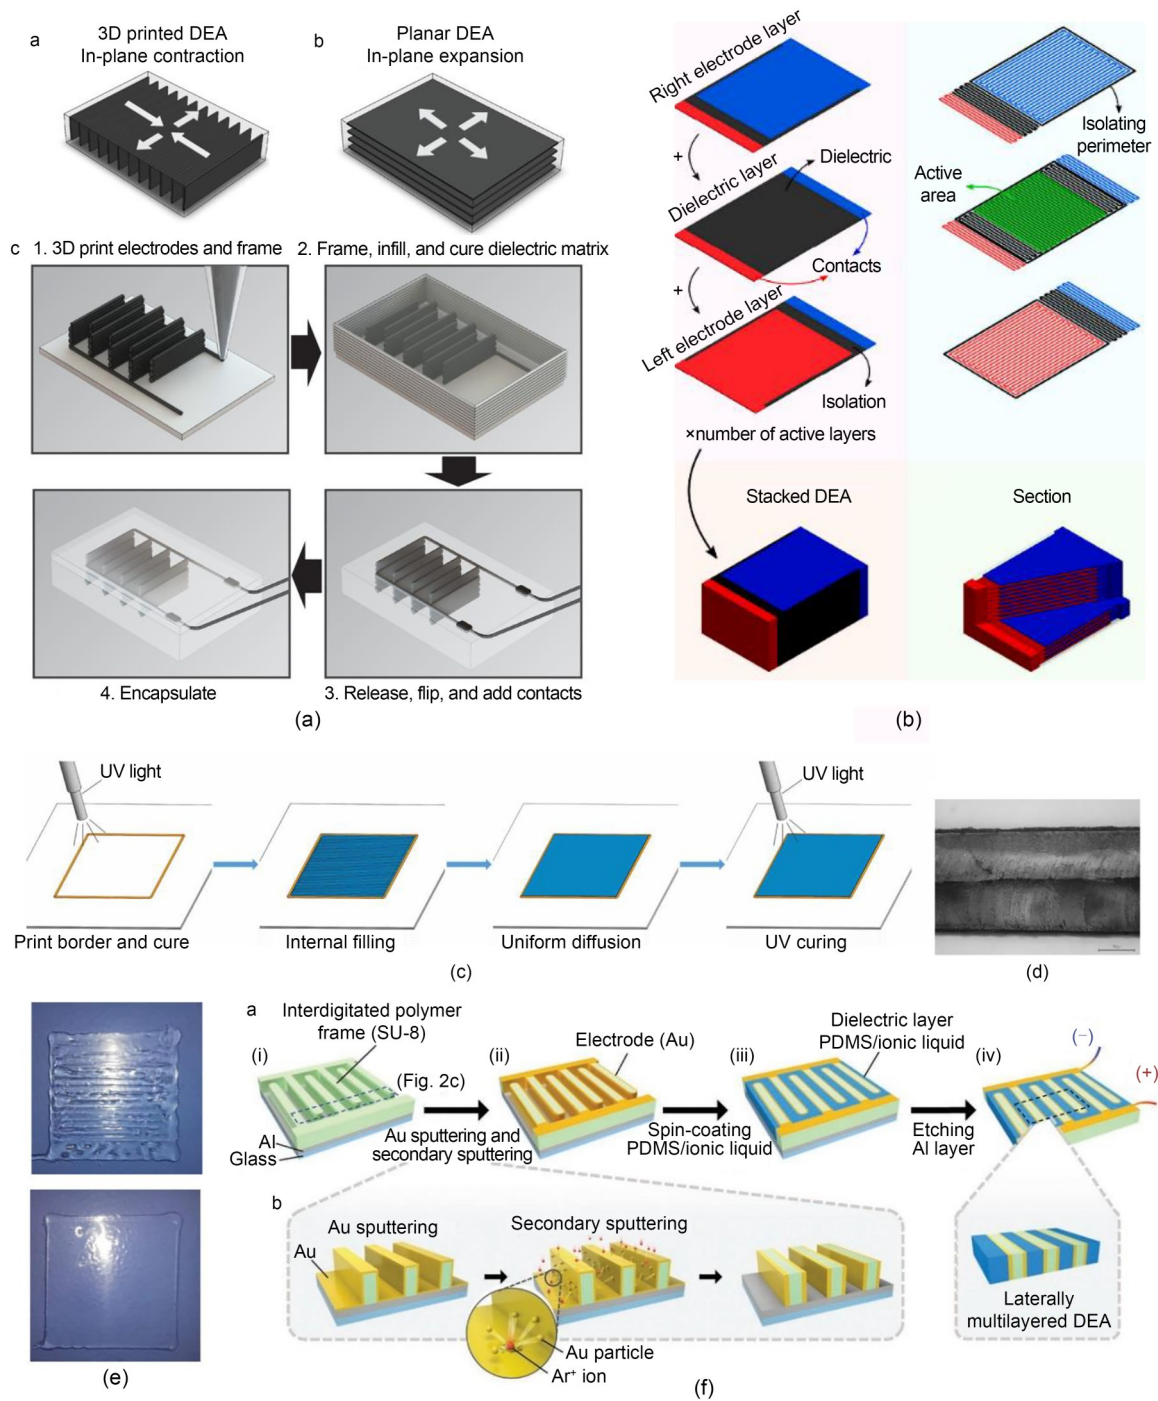 a
3D printed DEA
In-plane contraction
b
Planar DEA
In-plane expansion
c 1. 3D print electrodes and frame
2. Frame, infill, and cure dielectric matrix
4. Encapsulate
3. Release, flip, and add contacts
(a)
Right electrode layer
+
Dielectric layer
Dielectric
Contacts
+
Left electrode layer
Isolation
×number of active layers
Isolating
perimeter
Active
area
Stacked DEA
Section
(b)
UV light
UV light
Print border and cure
Internal filling
Uniform diffusion
UV curing
(c)
(d)
(e)
a
Interdigitated polymer
frame (SU-8)
(i)
(Fig. 2c)
Al
Glass
Au sputtering and
secondary sputtering
(ii)
Electrode (Au)
Spin-coating
PDMS/ionic liquid
(iii)
Dielectric layer
PDMS/ionic liquid
Etching
Al layer
(iv)
(−)
(+)
b
Au sputtering
Au
Secondary sputtering
Au particle
Ar⁺ ion
Laterally
multilayered DEA
(f)